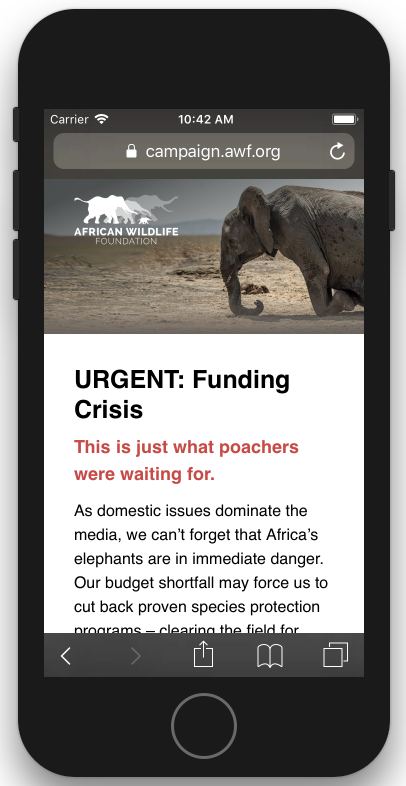 Carrier 10:42 AM
campaign.awf.org
AFRICAN WILDLIFE
FOUNDATION
URGENT: Funding
Crisis
This is just what poachers
were waiting for.
As domestic issues dominate the
media, we can’t forget that Africa’s
elephants are in immediate danger.
Our budget shortfall may force us to
cut back proven species protection
programs – clearing the field for